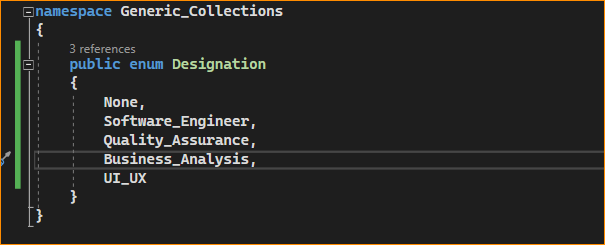 namespace Generic_Collections
{
3 references
public enum Designation
{
None,
Software_Engineer,
Quality_Assurance,
Business_Analysis,
UI_UX
}
}